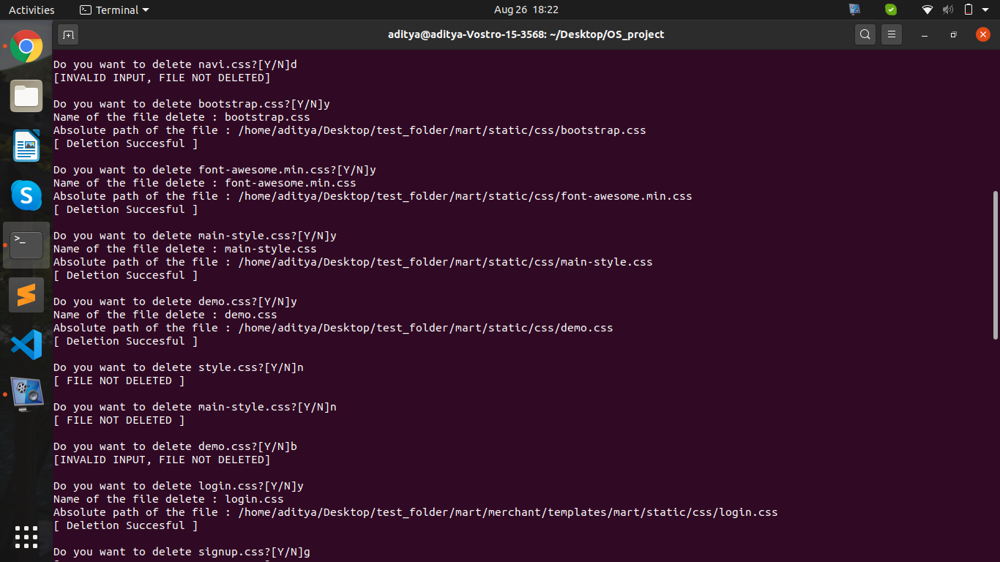 Activities
Terminal
Aug 26 18:22
aditya@aditya-Vostro-15-3568: ~/Desktop/OS_project
Do you want to delete navi.css?[Y/N]d
[INVALID INPUT, FILE NOT DELETED]
Do you want to delete bootstrap.css?[Y/N]y
Name of the file delete : bootstrap.css
Absolute path of the file : /home/aditya/Desktop/test_folder/mart/static/css/bootstrap.css
[ Deletion Succesful ]
Do you want to delete font-awesome.min.css?[Y/N]y
Name of the file delete : font-awesome.min.css
Absolute path of the file : /home/aditya/Desktop/test_folder/mart/static/css/font-awesome.min.css
[ Deletion Succesful ]
Do you want to delete main-style.css?[Y/N]y
Name of the file delete : main-style.css
Absolute path of the file : /home/aditya/Desktop/test_folder/mart/static/css/main-style.css
[ Deletion Succesful ]
Do you want to delete demo.css?[Y/N]y
Name of the file delete : demo.css
Absolute path of the file : /home/aditya/Desktop/test_folder/mart/static/css/demo.css
[ Deletion Succesful ]
Do you want to delete style.css?[Y/N]n
[ FILE NOT DELETED ]
Do you want to delete main-style.css?[Y/N]n
[ FILE NOT DELETED ]
Do you want to delete demo.css?[Y/N]b
[INVALID INPUT, FILE NOT DELETED]
Do you want to delete login.css?[Y/N]y
Name of the file delete : login.css
Absolute path of the file : /home/aditya/Desktop/test_folder/mart/merchant/templates/mart/static/css/login.css
[ Deletion Succesful ]
Do you want to delete signup.css?[Y/N]g